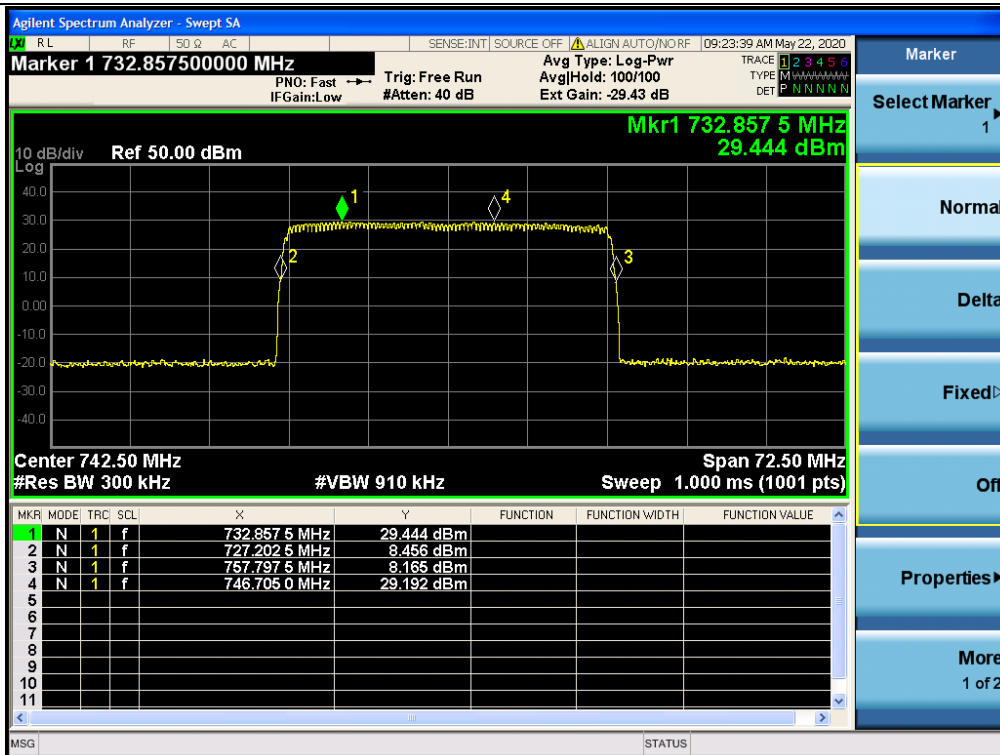 Agilent Spectrum Analyzer - Swept SA
LXI RL RF 50 Ω AC SENSE:INT SOURCE OFF ALIGN AUTO/NO RF 09:23:39 AM May 22, 2020
Marker 1 732.857500000 MHz
PNO: Fast
IFGain:Low
Trig: Free Run
#Atten: 40 dB
Avg Type: Log-Pwr
Avg|Hold: 100/100
Ext Gain: -29.43 dB
TRACE 1 2 3 4 5 6
TYPE M
DET P N N N N N
Mkr1 732.857 5 MHz
29.444 dBm
10 dB/div Ref 50.00 dBm
Log
40.0
30.0
20.0
10.0
0.00
-10.0
-20.0
-30.0
-40.0
1
4
2
3
Center 742.50 MHz Span 72.50 MHz
#Res BW 300 kHz #VBW 910 kHz Sweep 1.000 ms (1001 pts)
MKR MODE TRC SCL X Y FUNCTION FUNCTION WIDTH FUNCTION VALUE
1 N 1 f 732.857 5 MHz 29.444 dBm
2 N 1 f 727.202 5 MHz 8.456 dBm
3 N 1 f 757.797 5 MHz 8.165 dBm
4 N 1 f 746.705 0 MHz 29.192 dBm
5
6
7
8
9
10
11
MSG STATUS
Marker
Select Marker
1
Normal
Delta
Fixed
Off
Properties
More
1 of 2